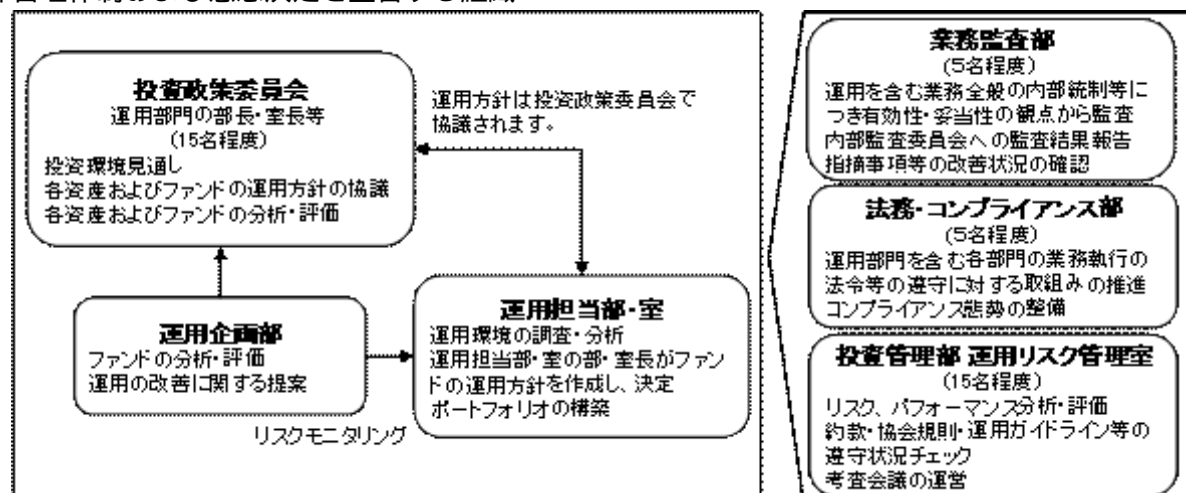 投資政策委員会
運用部門の部長・室長等
(15名程度)
投資環境見通し
各資産およびファンドの運用方針の協議
各資産およびファンドの分析・評価
運用方針は投資政策委員会で
協議されます。
運用企画部
ファンドの分析・評価
運用の改善に関する提案
リスクモニタリング
運用担当部・室
運用環境の調査・分析
運用担当部・室の部・室長がファン
ドの運用方針を作成し、決定
ポートフォリオの構築
業務監査部
(5名程度)
運用を含む業務全般の内部統制等に
つき有効性・妥当性の観点から監査
内部監査委員会への監査結果報告
指摘事項等の改善状況の確認
法務・コンプライアンス部
(5名程度)
運用部門を含む各部門の業務執行の
法令等の遵守に対する取組みの推進
コンプライアンス態勢の整備
投資管理部 運用リスク管理室
(15名程度)
リスク、パフォーマンス分析・評価
約款・協会規則・運用ガイドライン等の
遵守状況チェック
考査会議の運営